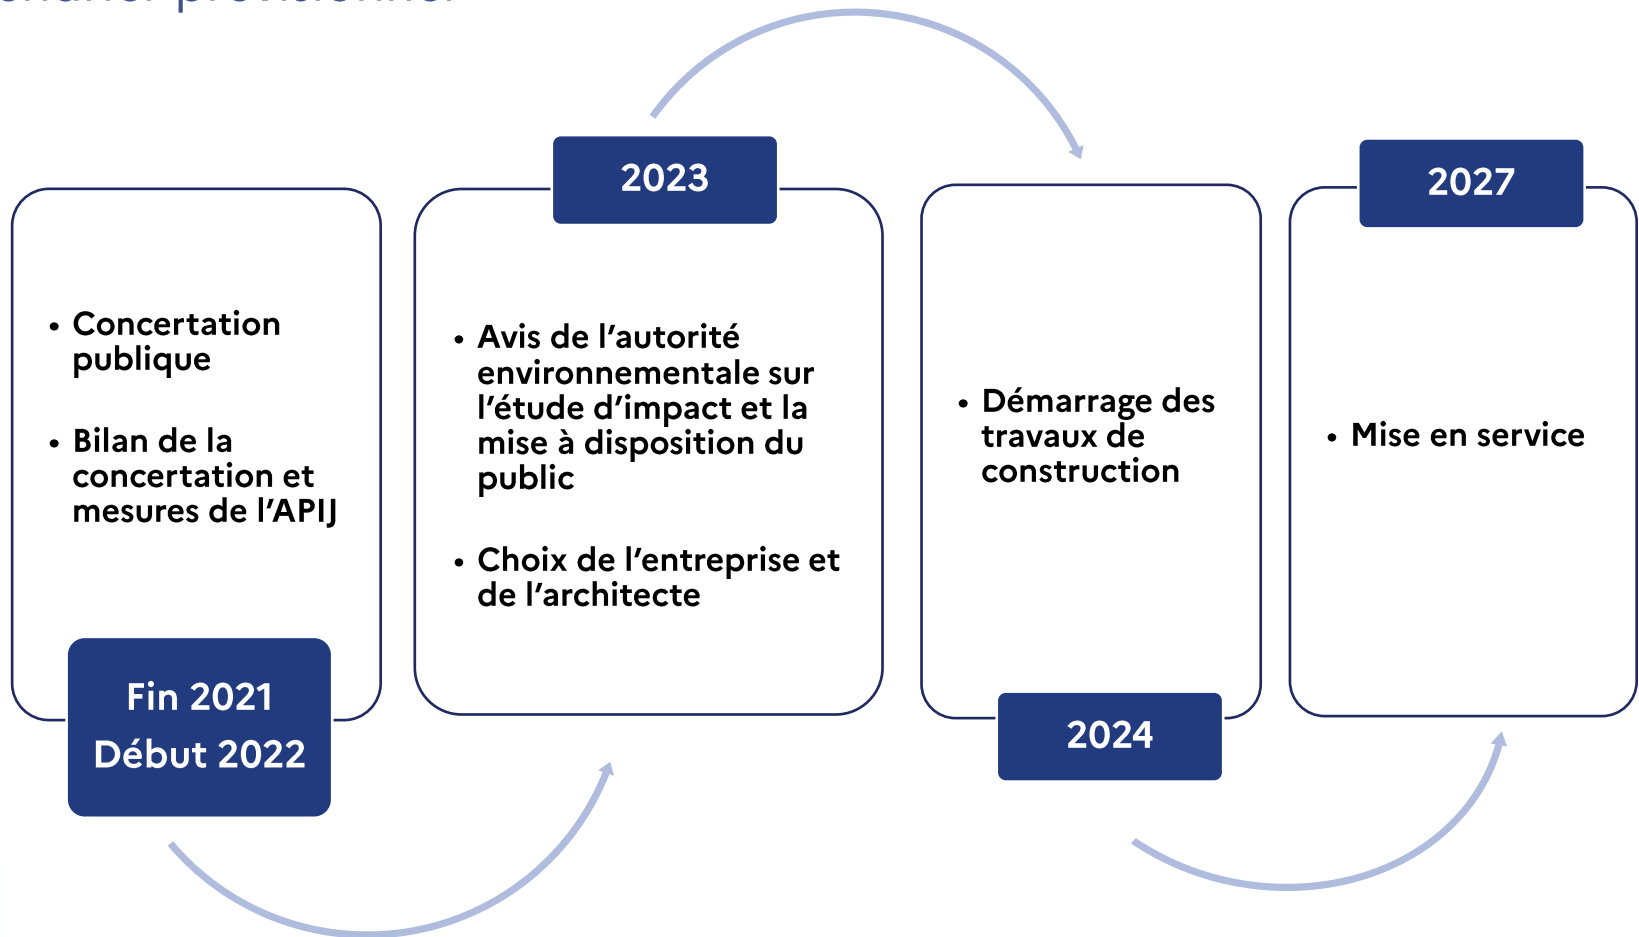 • Concertation
publique
• Bilan de la
concertation et
mesures de l'APIJ
Fin 2021
Début 2022
2023
• Avis de l'autorité
environnementale sur
l'étude d'impact et la
mise à disposition du
public
• Choix de l'entreprise et
de l'architecte
• Démarrage des
travaux de
construction
2024
2027
• Mise en service